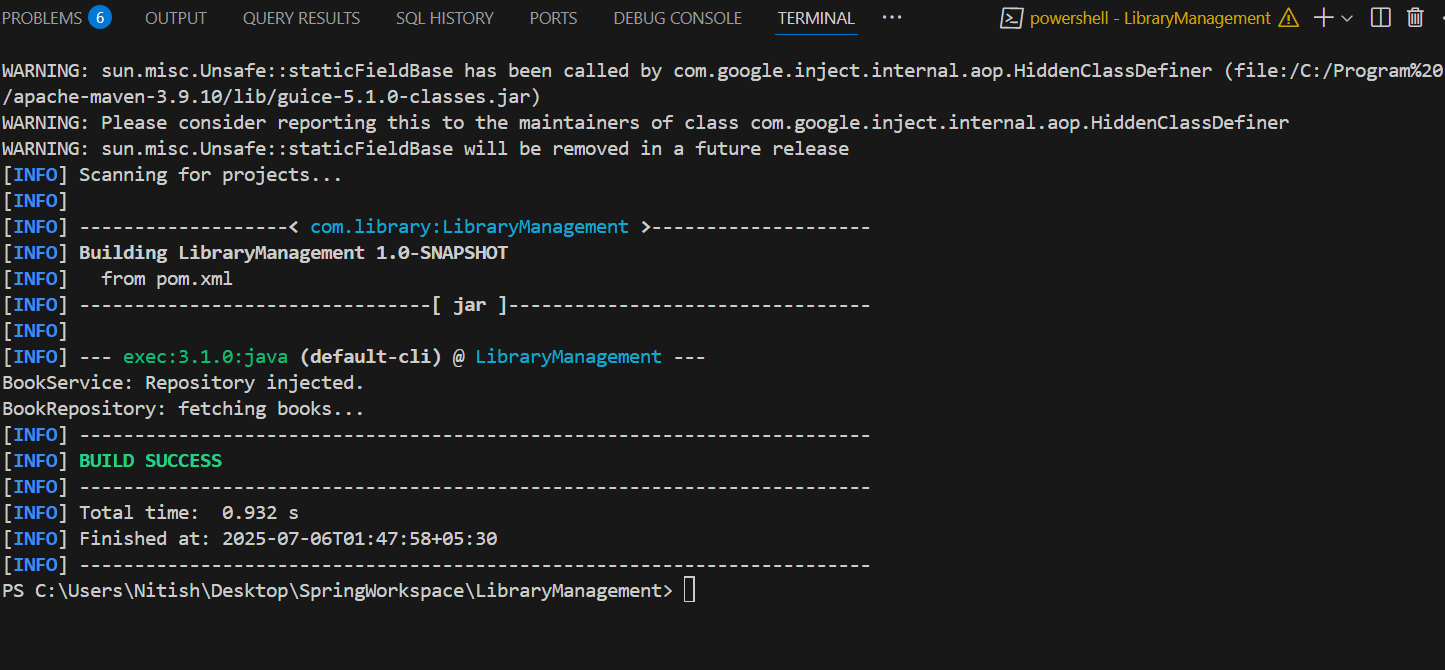 PROBLEMS 6 OUTPUT QUERY RESULTS SQL HISTORY PORTS DEBUG CONSOLE TERMINAL ... powershell - LibraryManagement
WARNING: sun.misc.Unsafe::staticFieldBase has been called by com.google.inject.internal.aop.HiddenClassDefiner (file:/C:/Program%20
/apache-maven-3.9.10/lib/guice-5.1.0-classes.jar)
WARNING: Please consider reporting this to the maintainers of class com.google.inject.internal.aop.HiddenClassDefiner
WARNING: sun.misc.Unsafe::staticFieldBase will be removed in a future release
[INFO] Scanning for projects...
[INFO]
[INFO] -------------------< com.library:LibraryManagement >--------------------
[INFO] Building LibraryManagement 1.0-SNAPSHOT
[INFO]   from pom.xml
[INFO] --------------------------------[ jar ]---------------------------------
[INFO]
[INFO] --- exec:3.1.0:java (default-cli) @ LibraryManagement ---
BookService: Repository injected.
BookRepository: fetching books...
[INFO] ------------------------------------------------------------------------
[INFO] BUILD SUCCESS
[INFO] ------------------------------------------------------------------------
[INFO] Total time:  0.932 s
[INFO] Finished at: 2025-07-06T01:47:58+05:30
[INFO] ------------------------------------------------------------------------
PS C:\Users\Nitish\Desktop\SpringWorkspace\LibraryManagement>